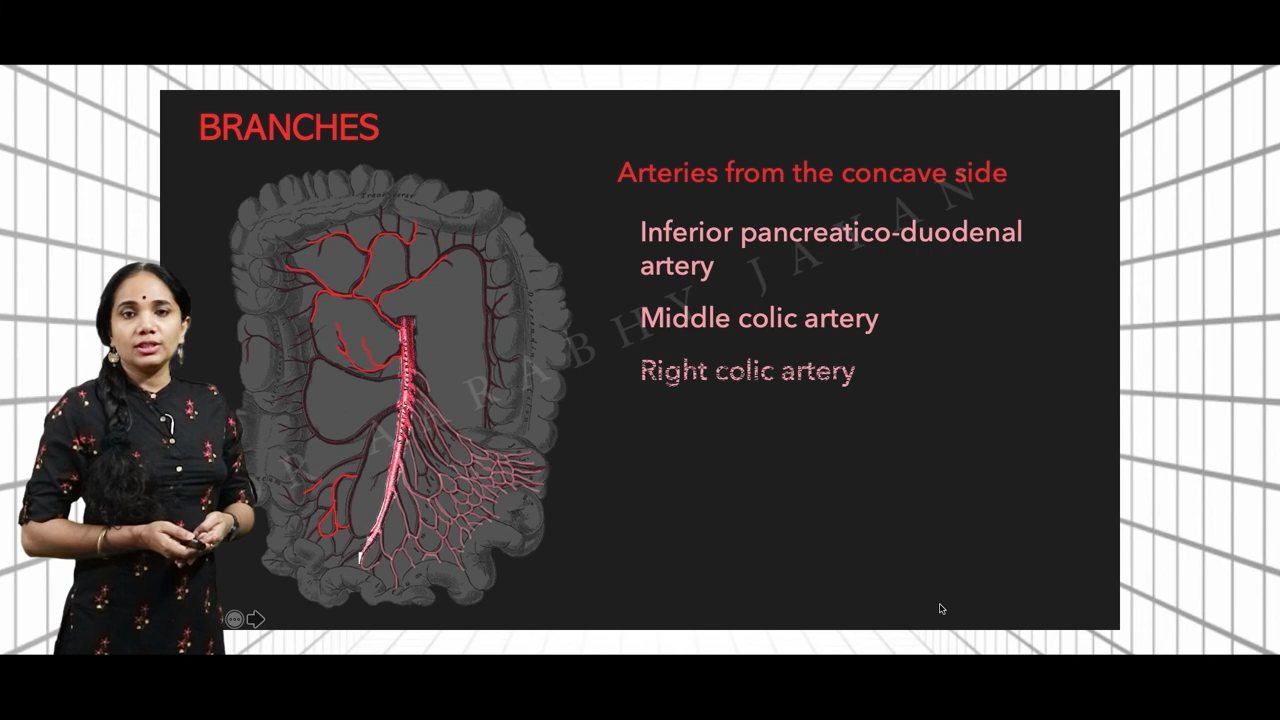 BRANCHES
Arteries from the concave side
Inferior pancreatico-duodenal
artery
Middle colic artery
Right colic artery